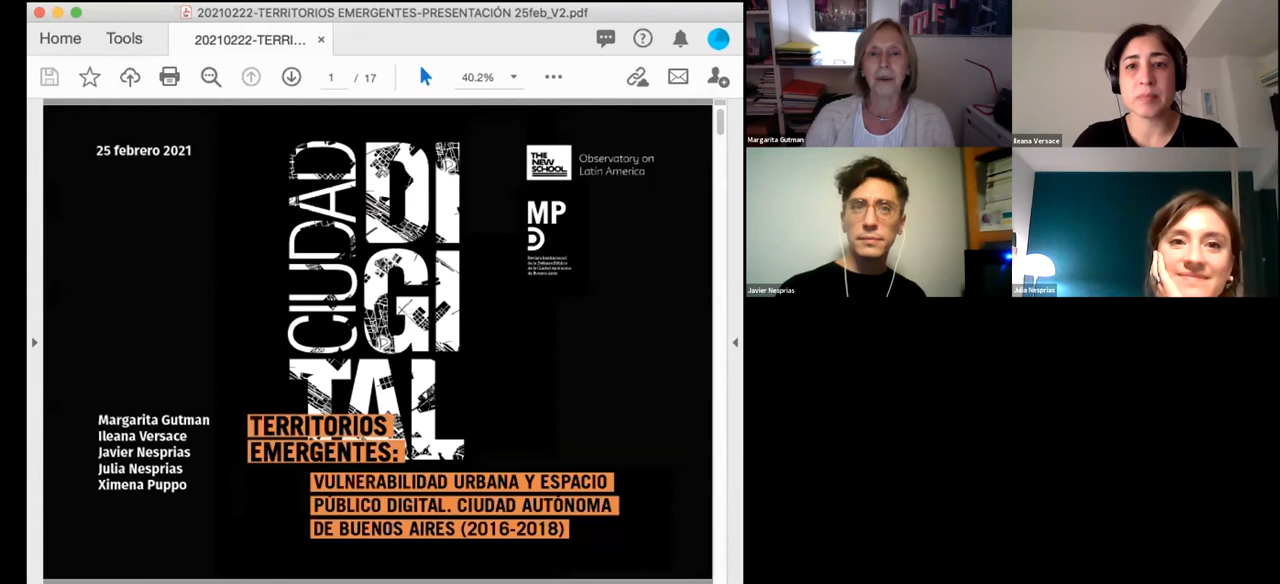 20210222-TERRITORIOS EMERGENTES-PRESENTACIÓN 25feb_V2.pdf
Home
Tools
20210222-TERRI... ×
1 / 17
40.2%
25 febrero 2021
CIUDAD
DI
GI
TAL
THE
NEW
SCHOOL
Observatory on
Latin America
MP
D
Margarita Gutman
Ileana Versace
Javier Nesprias
Julia Nesprias
Ximena Puppo
TERRITORIOS
EMERGENTES:
VULNERABILIDAD URBANA Y ESPACIO
PÚBLICO DIGITAL. CIUDAD AUTÓNOMA
DE BUENOS AIRES (2016-2018)
Margarita Gutman
Ileana Versace
Javier Nesprias
Julia Nesprias